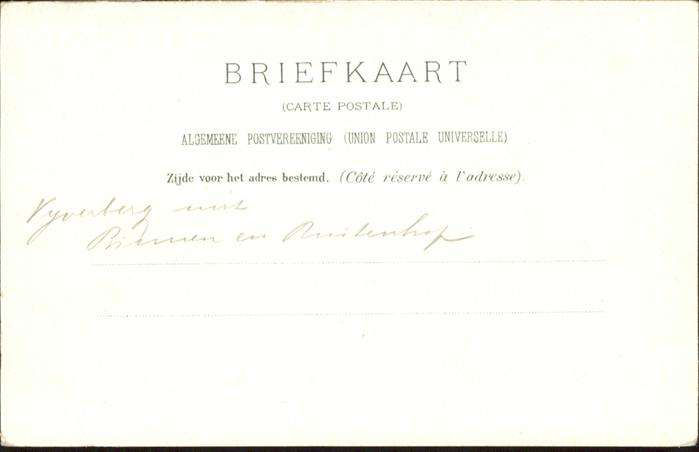 BRIEFKAART
(CARTE POSTALE)
ALGEMEENE POSTVEREENIGING (UNION POSTALE UNIVERSELLE)
Zijde voor het adres bestemd. (Côté réservé à l'adresse).
Vyverberg mit
Binnen en Buitenhof.